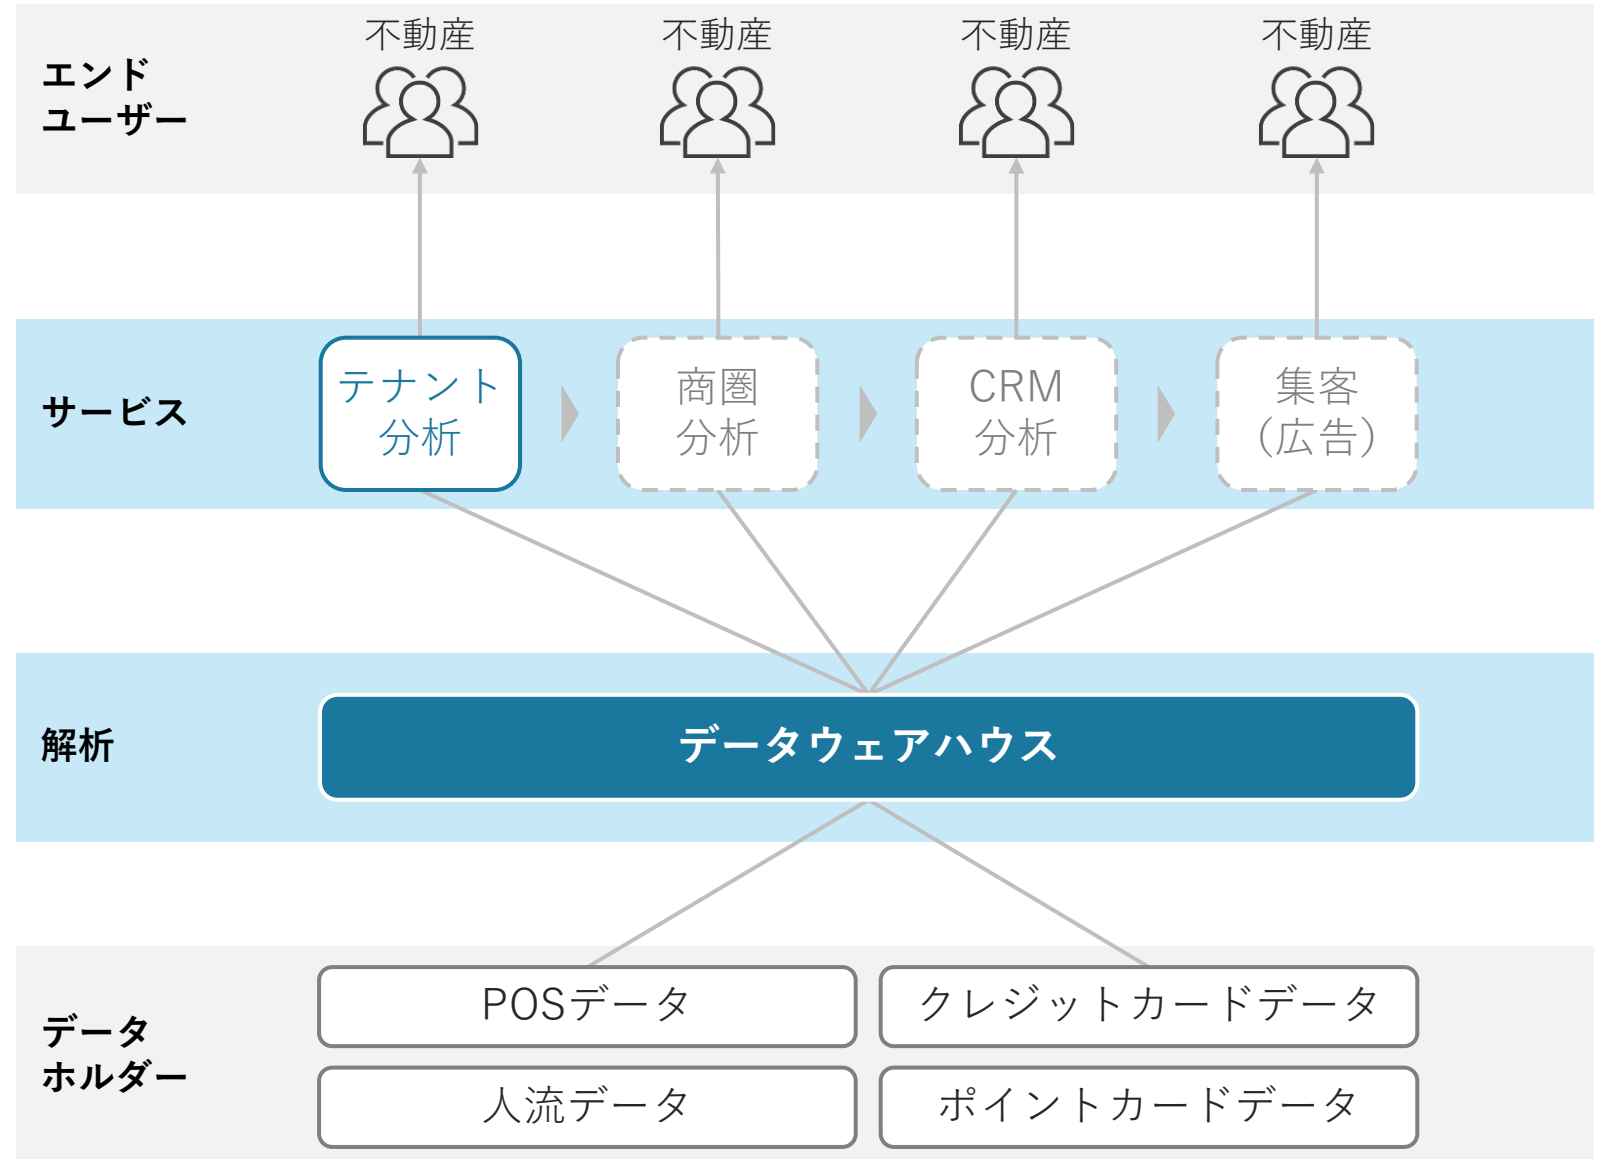 エンド
ユーザー
不動産
不動産
不動産
不動産
サービス
テナント
分析
商圏
分析
CRM
分析
集客
（広告）
解析
データウェアハウス
データ
ホルダー
POSデータ
クレジットカードデータ
人流データ
ポイントカードデータ